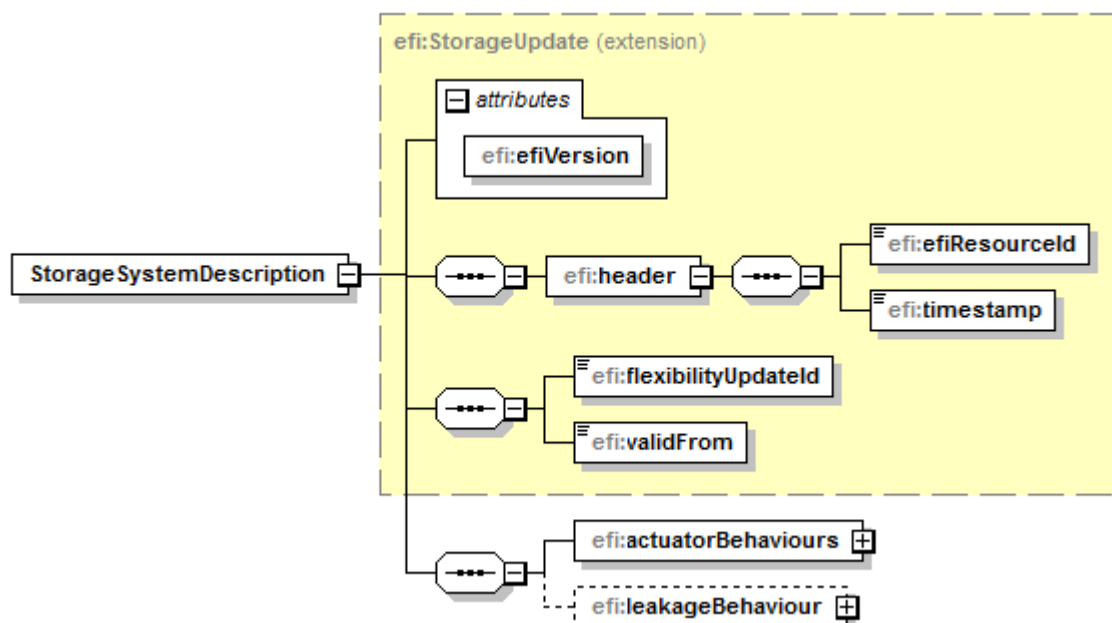 efi:StorageUpdate (extension)
attributes
efi:efiVersion
StorageSystemDescription
efi:header
efi:efiResourceId
efi:timestamp
efi:flexibilityUpdateId
efi:validFrom
efi:actuatorBehaviours
efi:leakageBehaviour